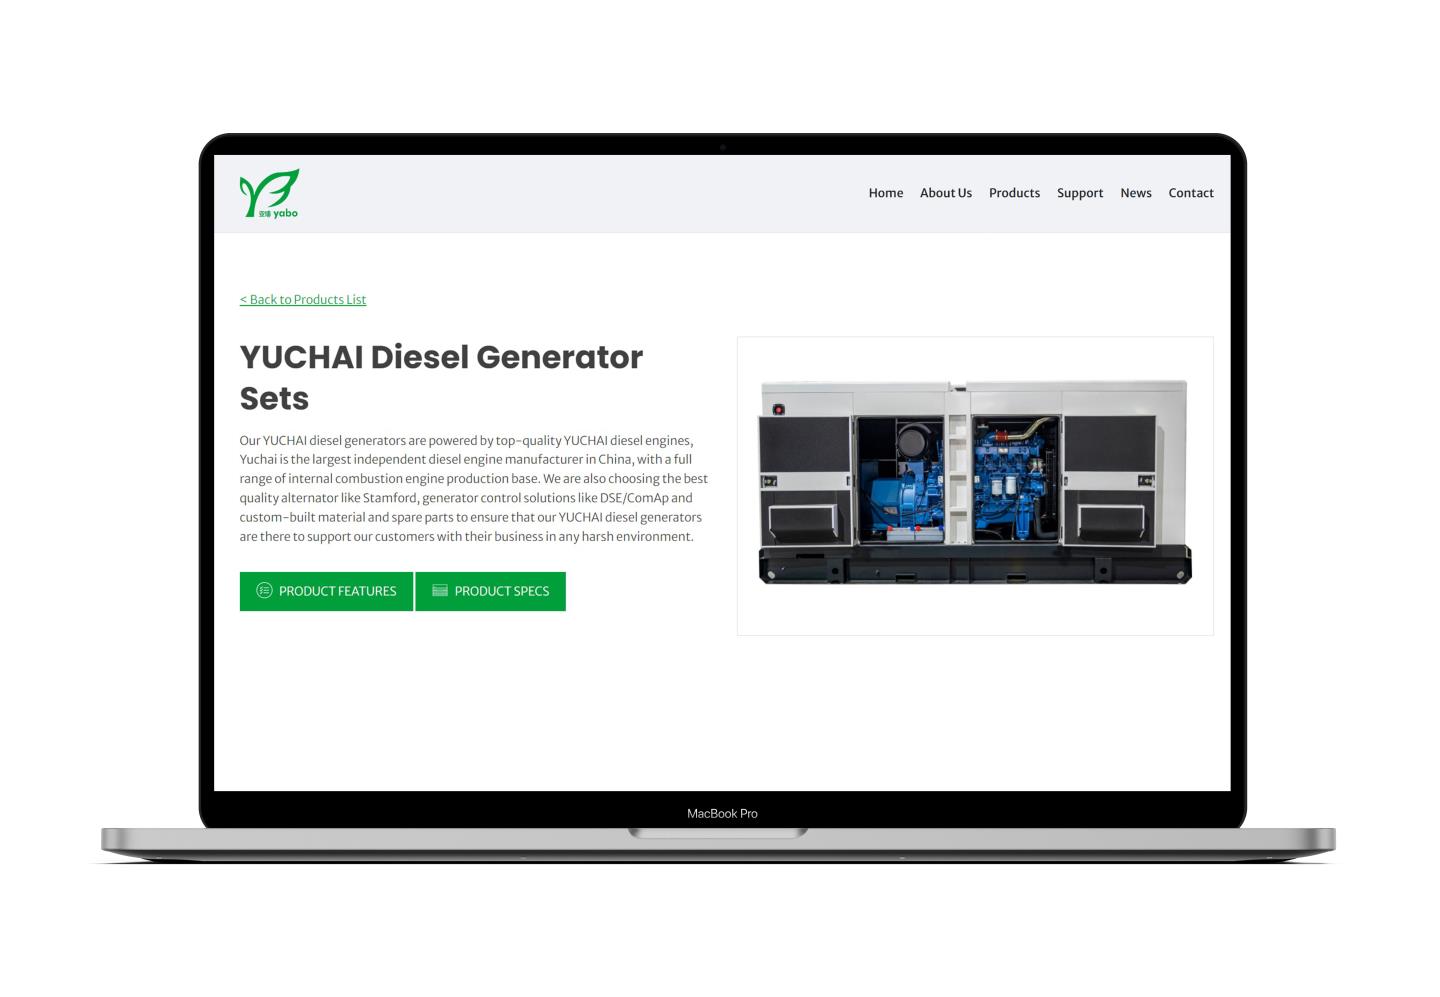 亚博 yabo
Home About Us Products Support News Contact
< Back to Products List
YUCHAI Diesel Generator
Sets
Our YUCHAI diesel generators are powered by top-quality YUCHAI diesel engines,
Yuchai is the largest independent diesel engine manufacturer in China, with a full
range of internal combustion engine production base. We are also choosing the best
quality alternator like Stamford, generator control solutions like DSE/ComAp and
custom-built material and spare parts to ensure that our YUCHAI diesel generators
are there to support our customers with their business in any harsh environment.
PRODUCT FEATURES PRODUCT SPECS
MacBook Pro